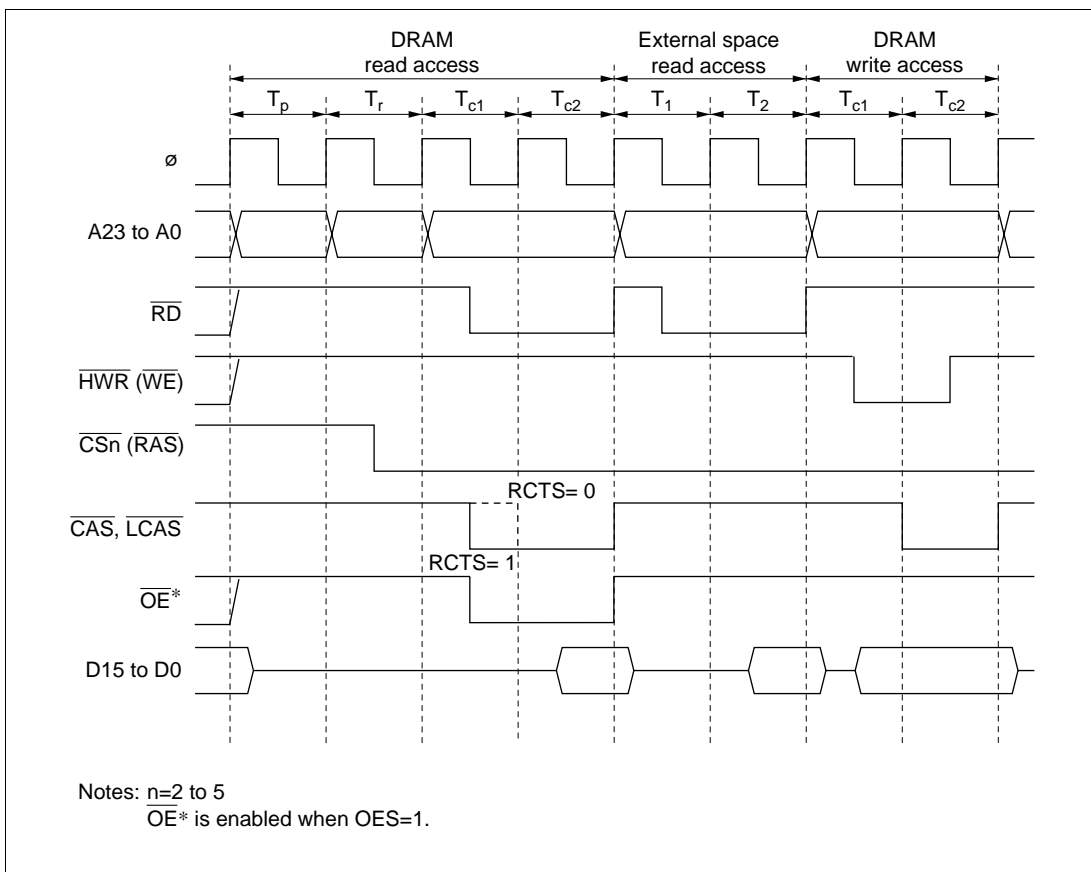 DRAM
read access
External space
read access
DRAM
write access
Tp Tr Tc1 Tc2 T1 T2 Tc1 Tc2
ø
A23 to A0
RD
HWR (WE)
CSn (RAS)
RCTS= 0
CAS, LCAS
RCTS= 1
OE*
D15 to D0
Notes: n=2 to 5
OE* is enabled when OES=1.